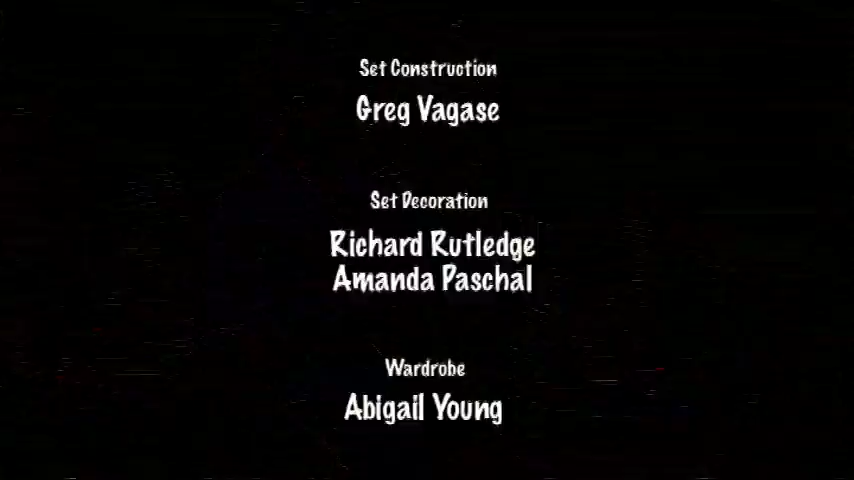 Set Construction
Greg Vagase
Set Decoration
Richard Rutledge
Amanda Paschal
Wardrobe
Abigail Young